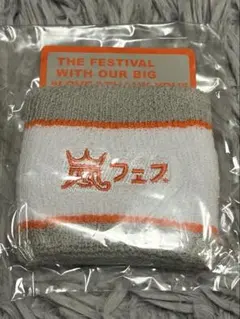 THE FESTIVAL
WITH OUR BIG
嵐フェス